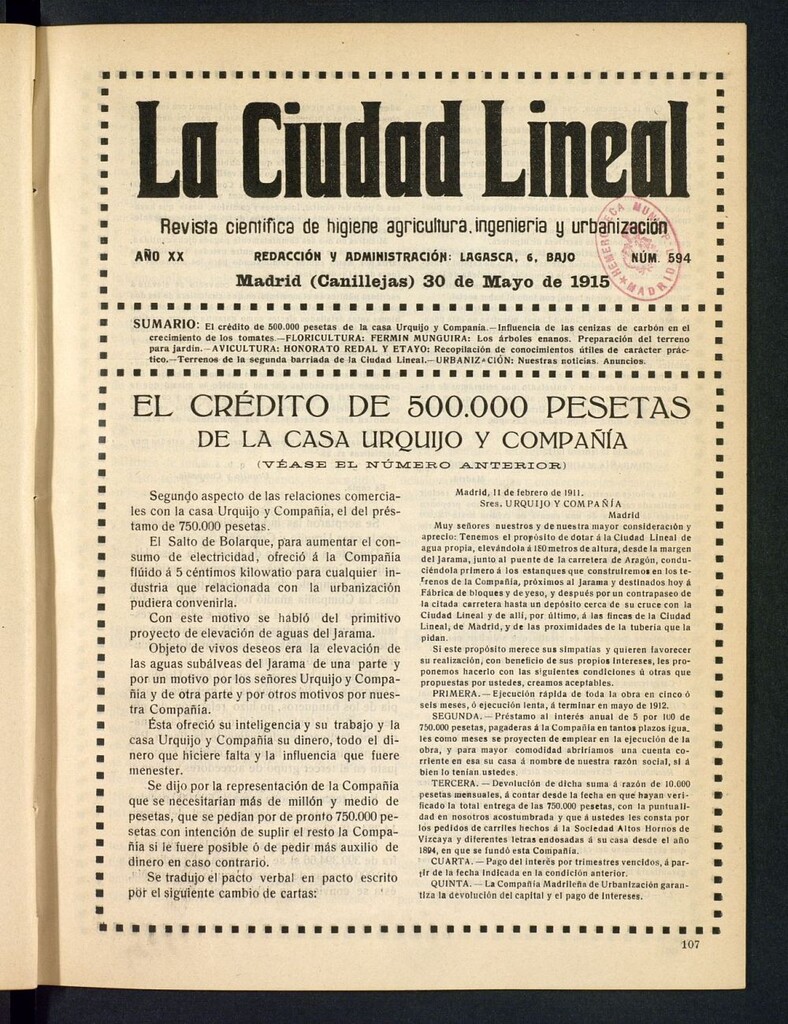 La Ciudad Lineal
Revista científica de higiene agricultura, ingeniería y urbanización
AÑO XX REDACCIÓN Y ADMINISTRACIÓN: LAGASCA, 6, BAJO NÚM. 594
Madrid (Canillejas) 30 de Mayo de 1915
HEMEROTECA MUNICIPAL
MADRID
SUMARIO: El crédito de 500.000 pesetas de la casa Urquijo y Compañía.—Influencia de las cenizas de carbón en el
crecimiento de los tomates.—FLORICULTURA: FERMIN MUNGUIRA: Los árboles enanos. Preparación del terreno
para jardín.—AVICULTURA: HONORATO REDAL Y ETAYO: Recopilación de conocimientos útiles de carácter prác-
tico.—Terrenos de la segunda barriada de la Ciudad Lineal.—URBANIZACIÓN: Nuestras noticias. Anuncios.
EL CRÉDITO DE 500.000 PESETAS
DE LA CASA URQUIJO Y COMPAÑÍA
(VÉASE EL NÚMERO ANTERIOR)
Segundo aspecto de las relaciones comercia-
les con la casa Urquijo y Compañía, el del prés-
tamo de 750.000 pesetas.
El Salto de Bolarque, para aumentar el con-
sumo de electricidad, ofreció á la Compañía
flúido á 5 céntimos kilowatio para cualquier in-
dustria que relacionada con la urbanización
pudiera convenirla.
Con este motivo se habló del primitivo
proyecto de elevación de aguas del Jarama.
Objeto de vivos deseos era la elevación de
las aguas subálveas del Jarama de una parte y
por un motivo por los señores Urquijo y Compa-
ñía y de otra parte y por otros motivos por nues-
tra Compañía.
Ésta ofreció su inteligencia y su trabajo y la
casa Urquijo y Compañía su dinero, todo el di-
nero que hiciere falta y la influencia que fuere
menester.
Se dijo por la representación de la Compañía
que se necesitarían más de millón y medio de
pesetas, que se pedían por de pronto 750.000 pe-
setas con intención de suplir el resto la Compa-
ñía si le fuere posible ó de pedir más auxilio de
dinero en caso contrario.
Se tradujo el pacto verbal en pacto escrito
por el siguiente cambio de cartas:
Madrid, 11 de febrero de 1911.
Sres. URQUIJO Y COMPAÑÍA
Madrid
Muy señores nuestros y de nuestra mayor consideración y
aprecio: Tenemos el propósito de dotar á la Ciudad Lineal de
agua propia, elevándola á 180 metros de altura, desde la margen
del Jarama, junto al puente de la carretera de Aragón, condu-
ciéndola primero á los estanques que construiremos en los te-
rrenos de la Compañía, próximos al Jarama y destinados hoy á
Fábrica de bloques y de yeso, y después por un contrapaseo de
la citada carretera hasta un depósito cerca de su cruce con la
Ciudad Lineal y de allí, por último, á las fincas de la Ciudad
Lineal, de Madrid, y de las proximidades de la tubería que la
pidan.
Si este propósito merece sus simpatías y quieren favorecer
su realización, con beneficio de sus propios intereses, les pro-
ponemos hacerlo con las siguientes condiciones ú otras que
propuestas por ustedes, creamos aceptables.
PRIMERA.—Ejecución rápida de toda la obra en cinco ó
seis meses, ó ejecución lenta, á terminar en mayo de 1912.
SEGUNDA.—Préstamo al interés anual de 5 por 100 de
750.000 pesetas, pagaderas á la Compañía en tantos plazos igua-
les como meses se proyecten de emplear en la ejecución de la
obra, y para mayor comodidad abriríamos una cuenta co-
rriente en esa su casa á nombre de nuestra razón social, si á
bien lo tenían ustedes.
TERCERA.—Devolución de dicha suma á razón de 10.000
pesetas mensuales, á contar desde la fecha en que hayan veri-
ficado la total entrega de las 750.000 pesetas, con la puntuali-
dad en nosotros acostumbrada y que á ustedes les consta por
los pedidos de carriles hechos á la Sociedad Altos Hornos de
Vizcaya y diferentes letras endosadas á su casa desde el año
1894, en que se fundó esta Compañía.
CUARTA.—Pago del interés por trimestres vencidos, á par-
tir de la fecha indicada en la condición anterior.
QUINTA.—La Compañía Madrileña de Urbanización garan-
tiza la devolución del capital y el pago de intereses.
107